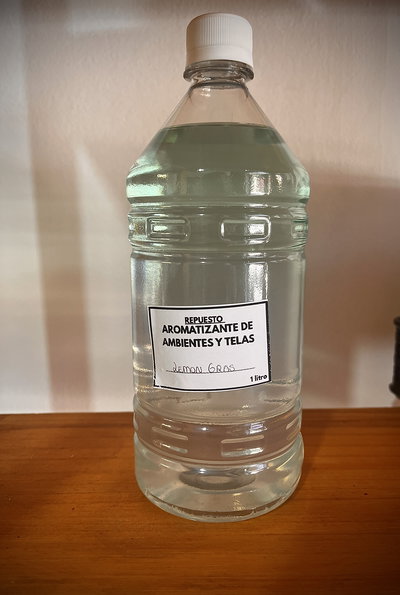 REPUESTO
AROMATIZANTE DE
AMBIENTES Y TELAS
LEMON GRAS
1 litro